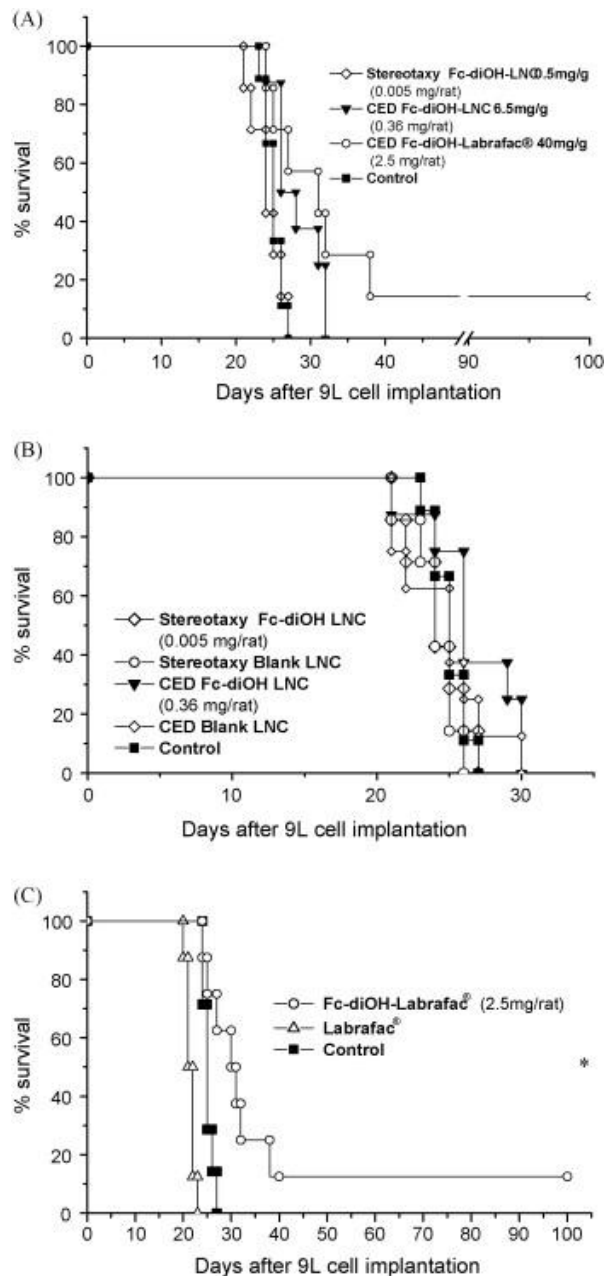 (A)
100
80
60
40
20
0
% survival
Stereotaxy Fc-diOH-LNC0.5mg/g
(0.005 mg/rat)
CED Fc-diOH-LNC 6.5mg/g
(0.36 mg/rat)
CED Fc-diOH-Labrafac® 40mg/g
(2.5 mg/rat)
Control
0 10 20 30 40 90 100
Days after 9L cell implantation
(B)
100
80
60
40
20
0
% survival
Stereotaxy Fc-diOH LNC
(0.005 mg/rat)
Stereotaxy Blank LNC
CED Fc-diOH LNC
(0.36 mg/rat)
CED Blank LNC
Control
0 10 20 30
Days after 9L cell implantation
(C)
100
80
60
40
20
0
% survival
Fc-diOH-Labrafac® (2.5mg/rat)
Labrafac®
Control
*
0 10 20 30 40 50 60 70 80 90 100
Days after 9L cell implantation